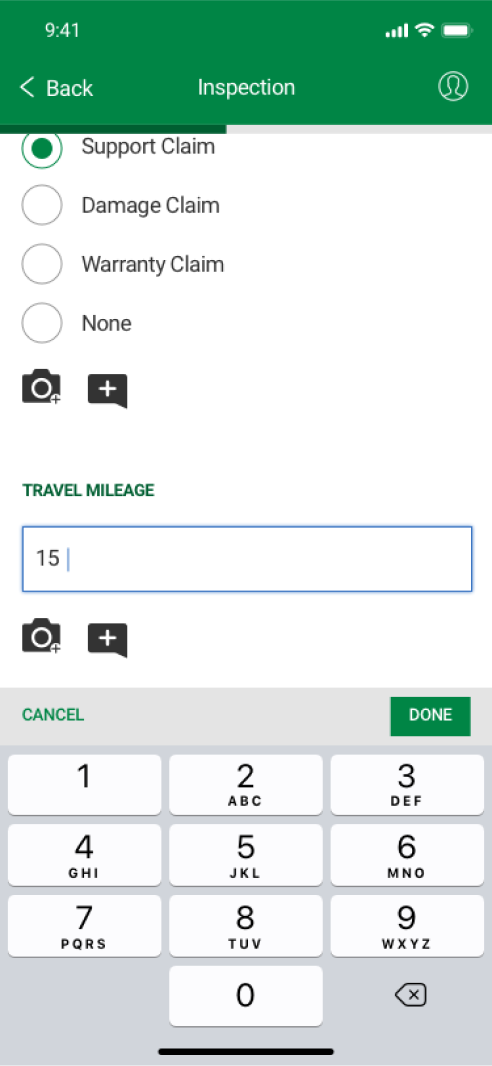 9:41
Back Inspection
Support Claim
Damage Claim
Warranty Claim
None
TRAVEL MILEAGE
15
CANCEL DONE
1 2 3
ABC DEF
4 5 6
GHI JKL MNO
7 8 9
PQRS TUV WXYZ
0